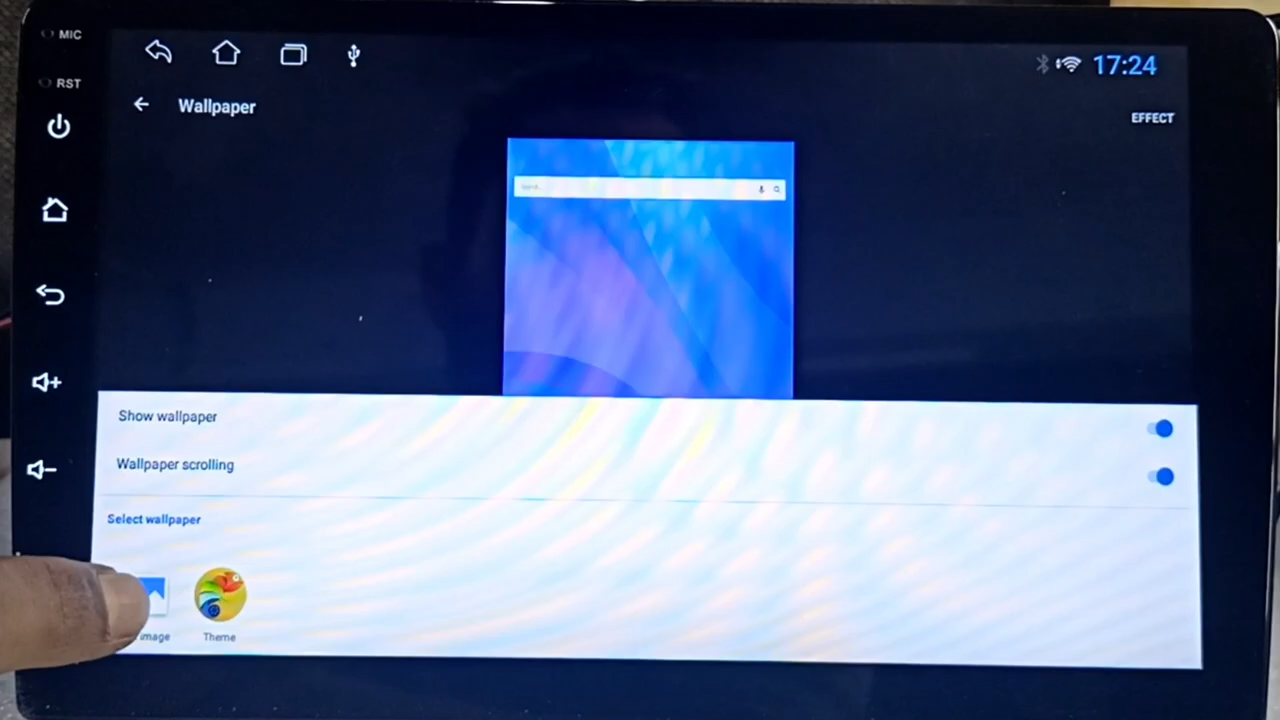 MIC
RST
17:24
Wallpaper
EFFECT
Show wallpaper
Wallpaper scrolling
Select wallpaper
image
Theme